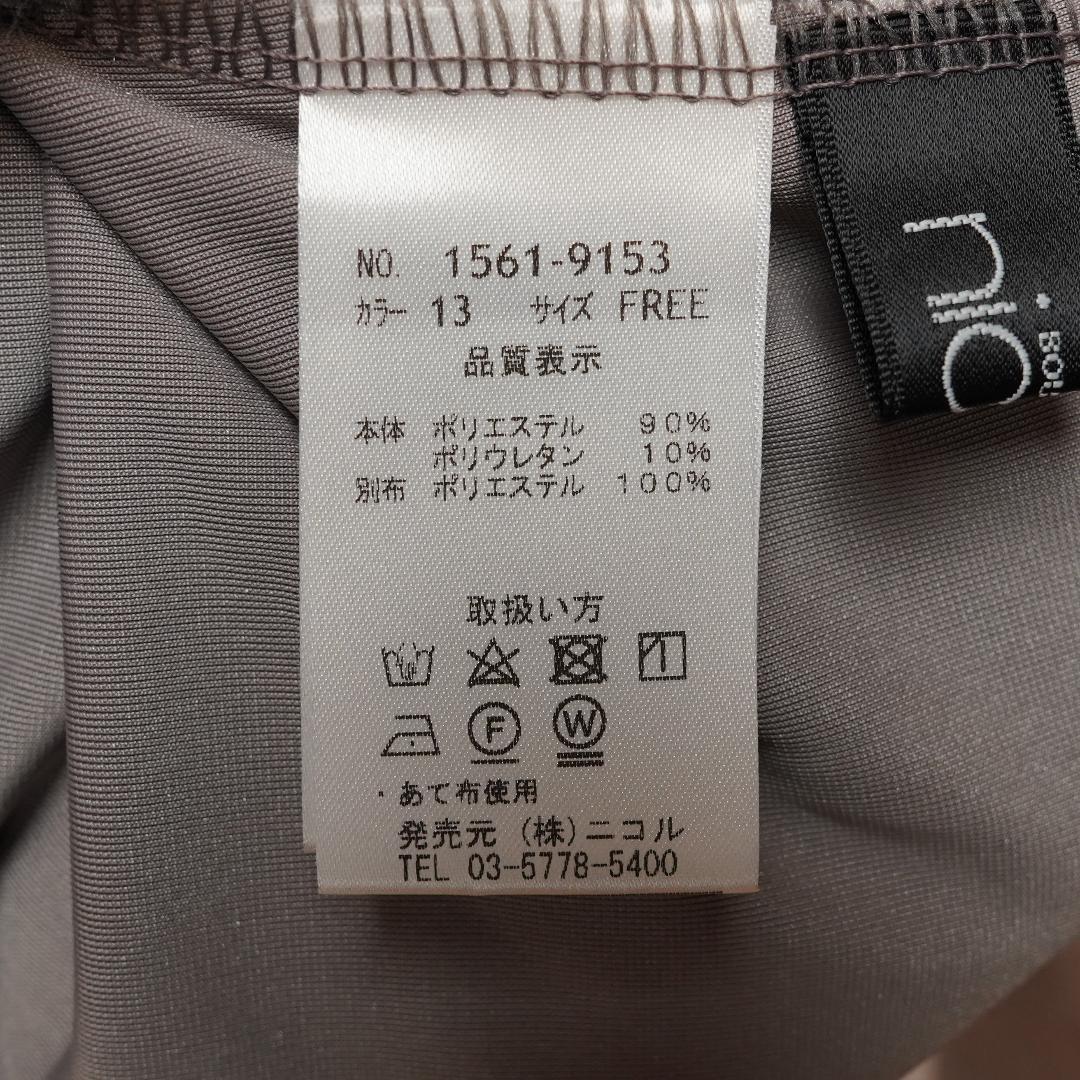 NO. 1561-9153
カラー 13 サイズ FREE
品質表示
本体 ポリエステル 90%
ポリウレタン 10%
別布 ポリエステル 100%
取扱い方
F W
・あて布使用
発売元 (株)ニコル
TEL 03-5778-5400